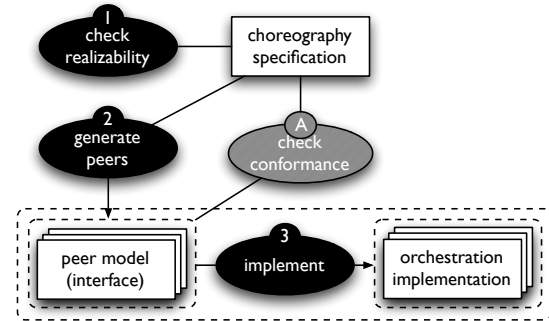 1
check
realizability
choreography
specification
2
generate
peers
A
check
conformance
peer model
(interface)
3
implement
orchestration
implementation